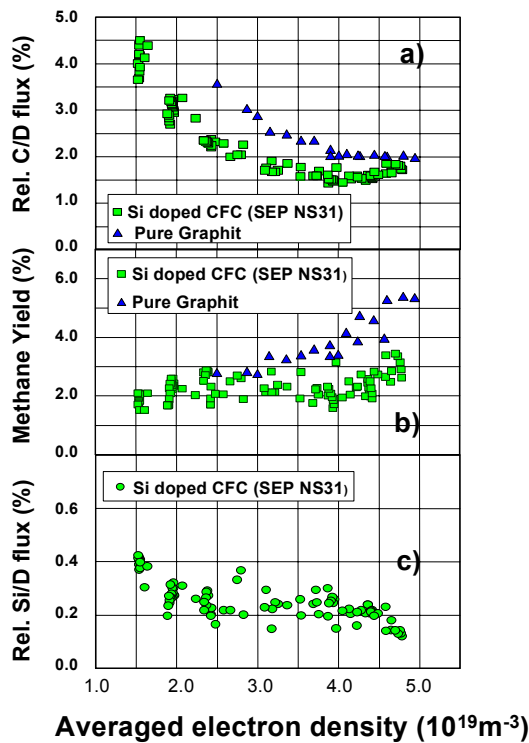 5.0
4.0
3.0
2.0
1.0
0.0
Rel. C/D flux (%)
a)
Si doped CFC (SEP NS31)
Pure Graphit
6.0
4.0
2.0
0.0
Methane Yield (%)
Si doped CFC (SEP NS31)
Pure Graphit
b)
0.6
0.4
0.2
0.0
Rel. Si/D flux (%)
Si doped CFC (SEP NS31)
c)
1.0 2.0 3.0 4.0 5.0
Averaged electron density (10¹⁹m⁻³)